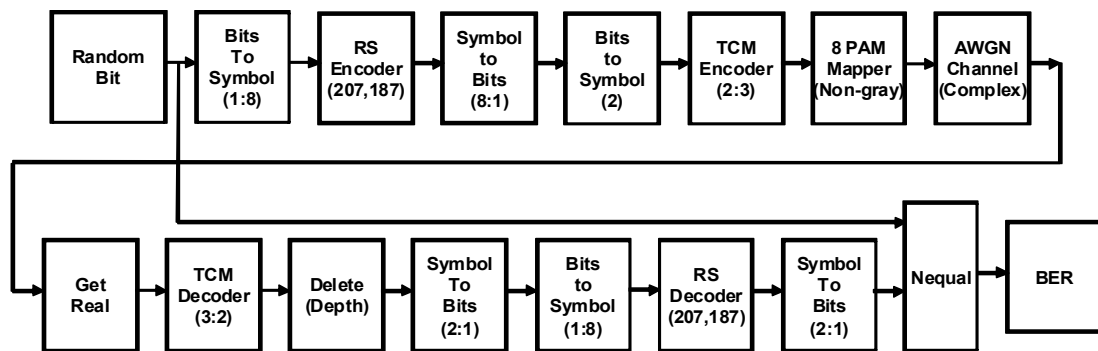 Random
Bit
Bits
To
Symbol
(1:8)
RS
Encoder
(207,187)
Symbol
to
Bits
(8:1)
Bits
to
Symbol
(2)
TCM
Encoder
(2:3)
8 PAM
Mapper
(Non-gray)
AWGN
Channel
(Complex)
Get
Real
TCM
Decoder
(3:2)
Delete
(Depth)
Symbol
To
Bits
(2:1)
Bits
to
Symbol
(1:8)
RS
Decoder
(207,187)
Symbol
To
Bits
(2:1)
Nequal
BER